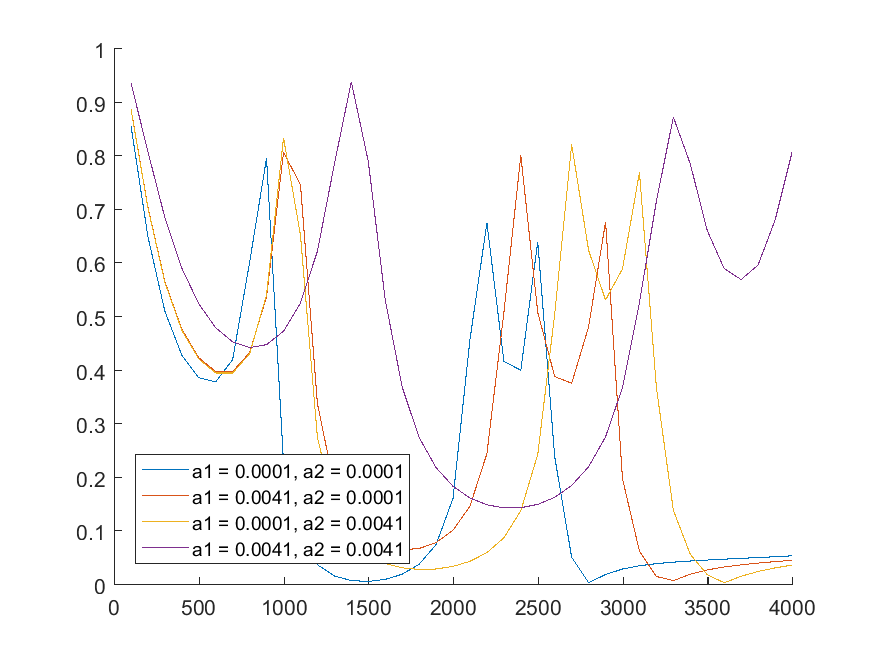 1
0.9
0.8
0.7
0.6
0.5
0.4
0.3
0.2
0.1
0
a1 = 0.0001, a2 = 0.0001
a1 = 0.0041, a2 = 0.0001
a1 = 0.0001, a2 = 0.0041
a1 = 0.0041, a2 = 0.0041
0 500 1000 1500 2000 2500 3000 3500 4000